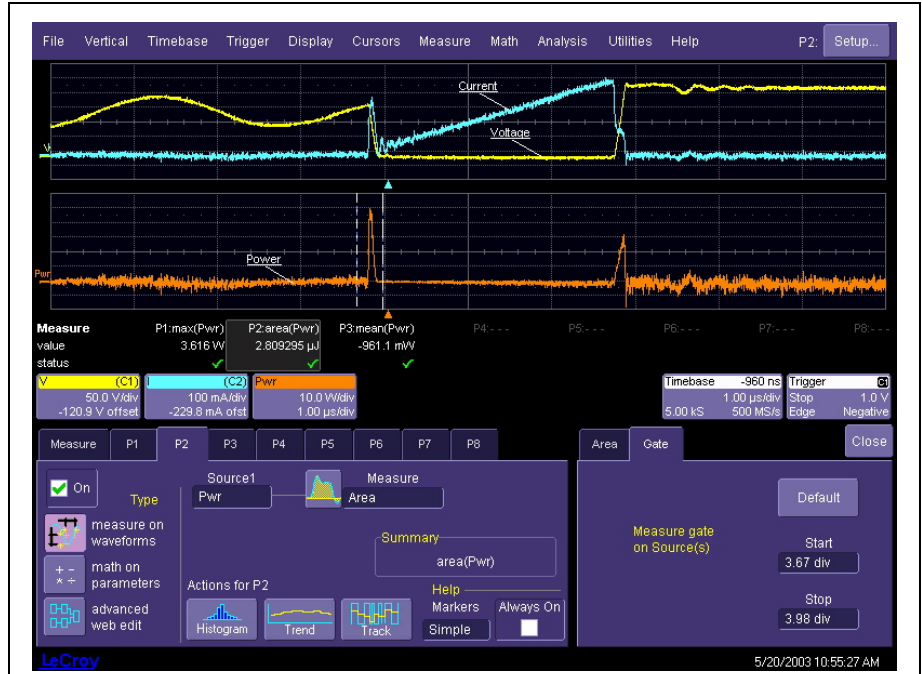 File Vertical Timebase Trigger Display Cursors Measure Math Analysis Utilities Help P2: Setup...
Current
Voltage
V
Power
Pwr
Measure P1:max(Pwr) P2:area(Pwr) P3:mean(Pwr) P4:- - - P5:- - - P6:- - - P7:- - - P8:- - -
value 3.616 W 2.809295 µJ -961.1 mW
status
V (C1) I (C2) Pwr Timebase -960 ns Trigger C1
50.0 V/div 100 mA/div 10.0 W/div 1.00 µs/div Stop 1.0 V
-120.9 V offset -229.8 mA ofst 1.00 µs/div 5.00 kS 500 MS/s Edge Negative
Measure P1 P2 P3 P4 P5 P6 P7 P8 Area Gate Close
On
Type
Source1
Pwr
Measure
Area
measure on
waveforms
math on
parameters
advanced
web edit
Summary
area(Pwr)
Actions for P2
Histogram Trend Track
Help
Markers
Simple
Always On
Measure gate
on Source(s)
Default
Start
3.67 div
Stop
3.98 div
LeCroy 5/20/2003 10:55:27 AM